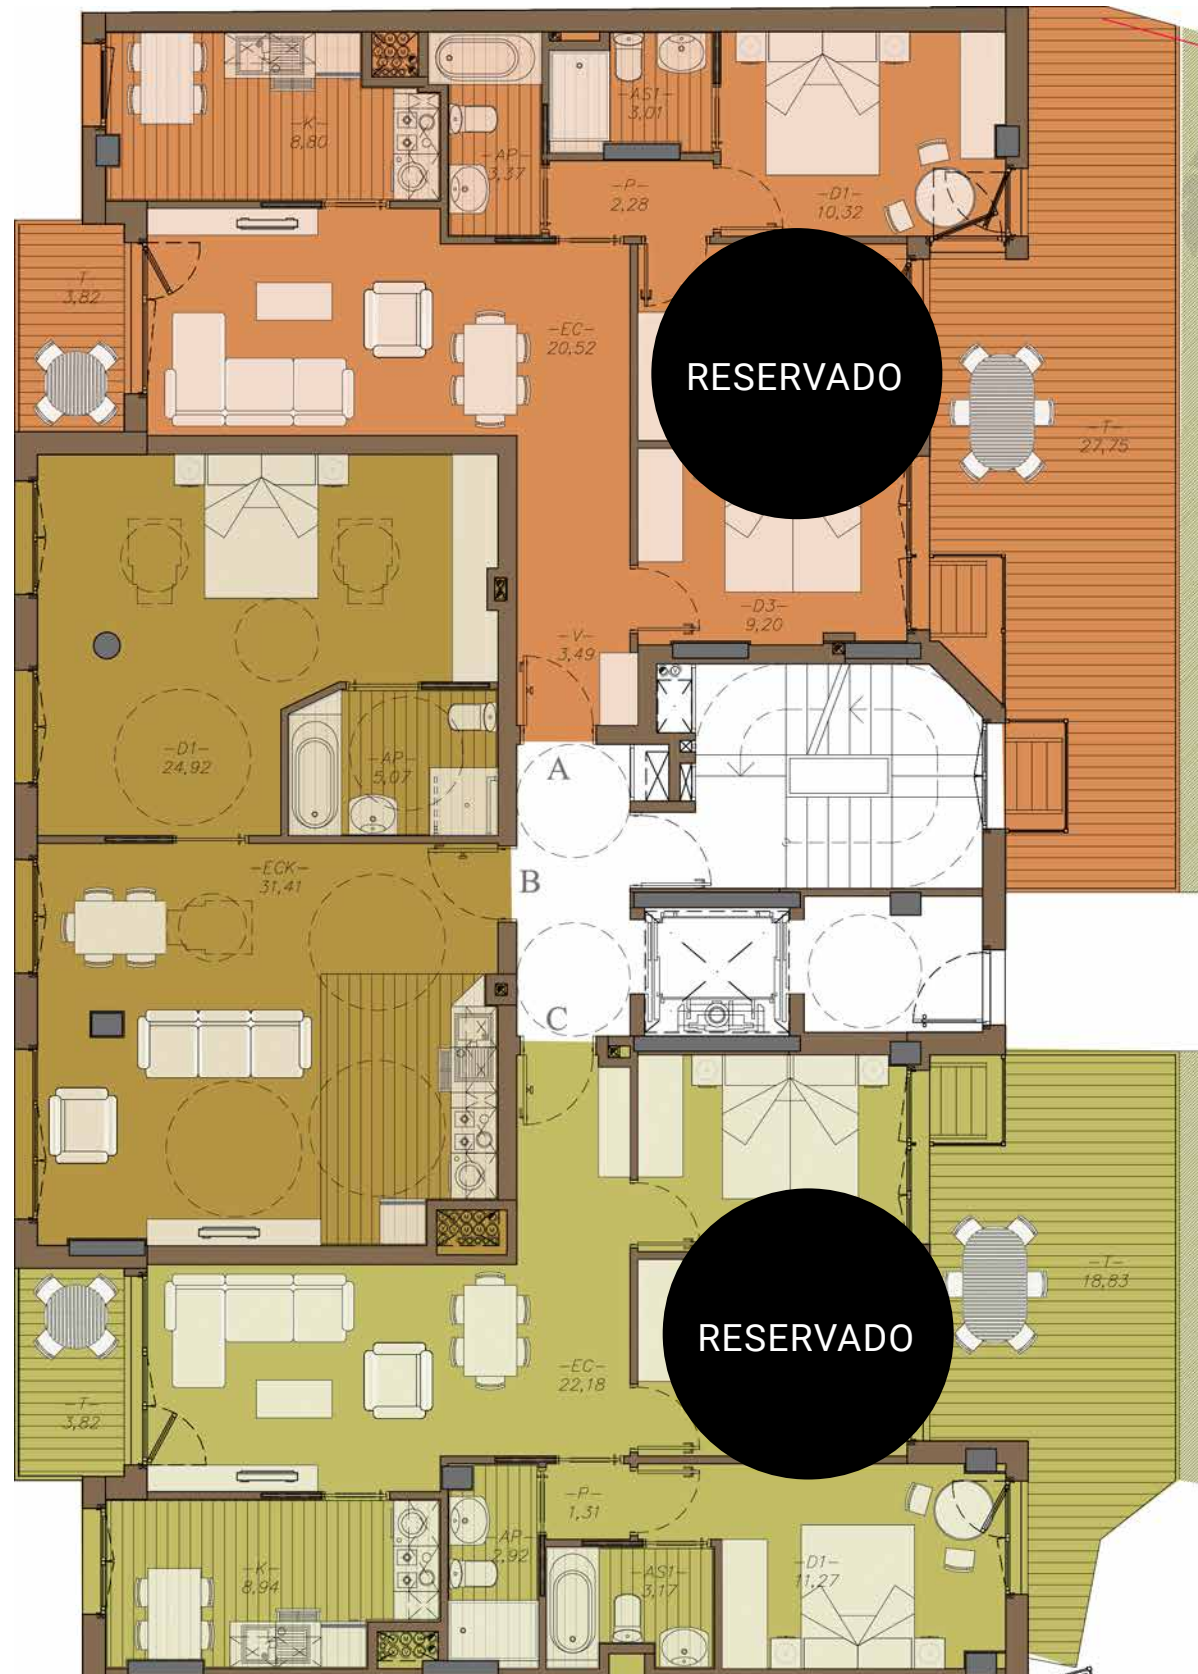 -K-
8,80
-AP-
3,37
-AS1-
3,01
-P-
2,28
-D1-
10,32
-T-
3,82
-EC-
20,52
RESERVADO
-T-
27,75
-D3-
9,20
-V-
3,49
-D1-
24,92
-AP-
5,07
A
-ECK-
31,41
B
C
-T-
18,83
RESERVADO
-EC-
22,18
-T-
3,82
-P-
1,31
-AP-
2,92
-K-
8,94
-AS1-
3,17
-D1-
11,27